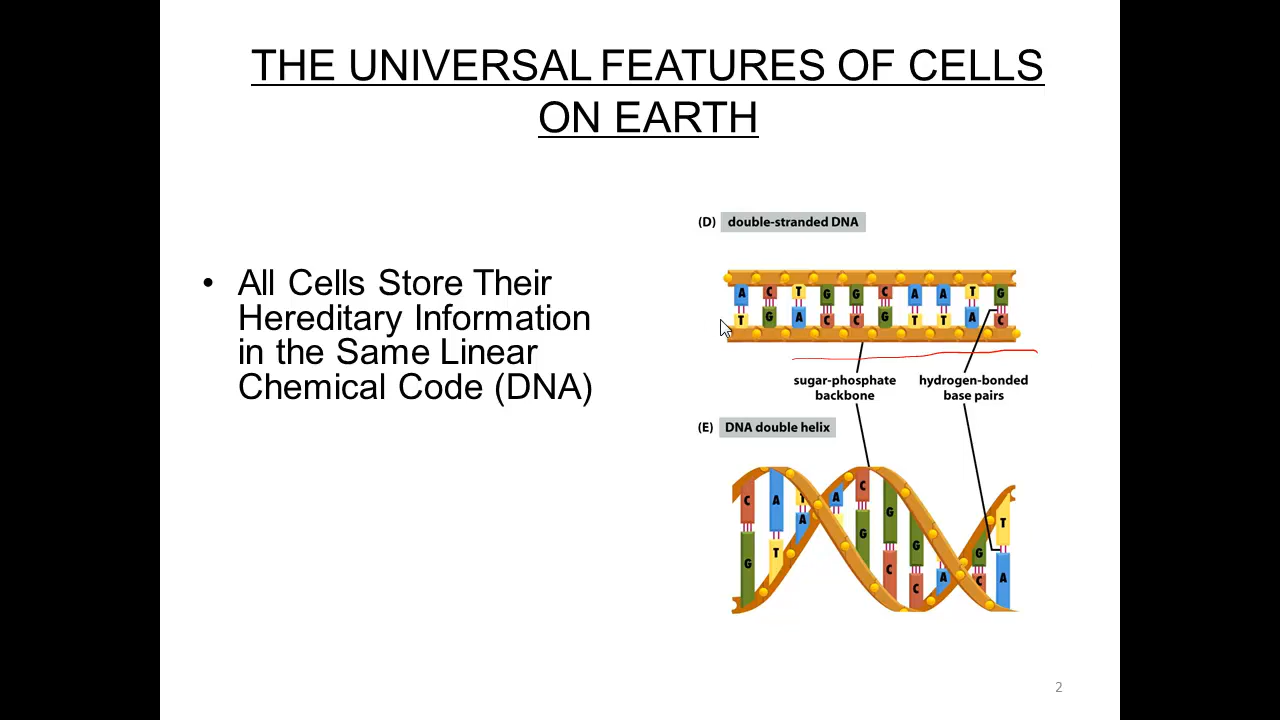 THE UNIVERSAL FEATURES OF CELLS
ON EARTH
• All Cells Store Their
Hereditary Information
in the Same Linear
Chemical Code (DNA)
(D) double-stranded DNA
A C T G G C A A T G
T G A C C G T T A C
sugar-phosphate
backbone
hydrogen-bonded
base pairs
(E) DNA double helix
C A T A C G G G T
G T A G C C A C A
2